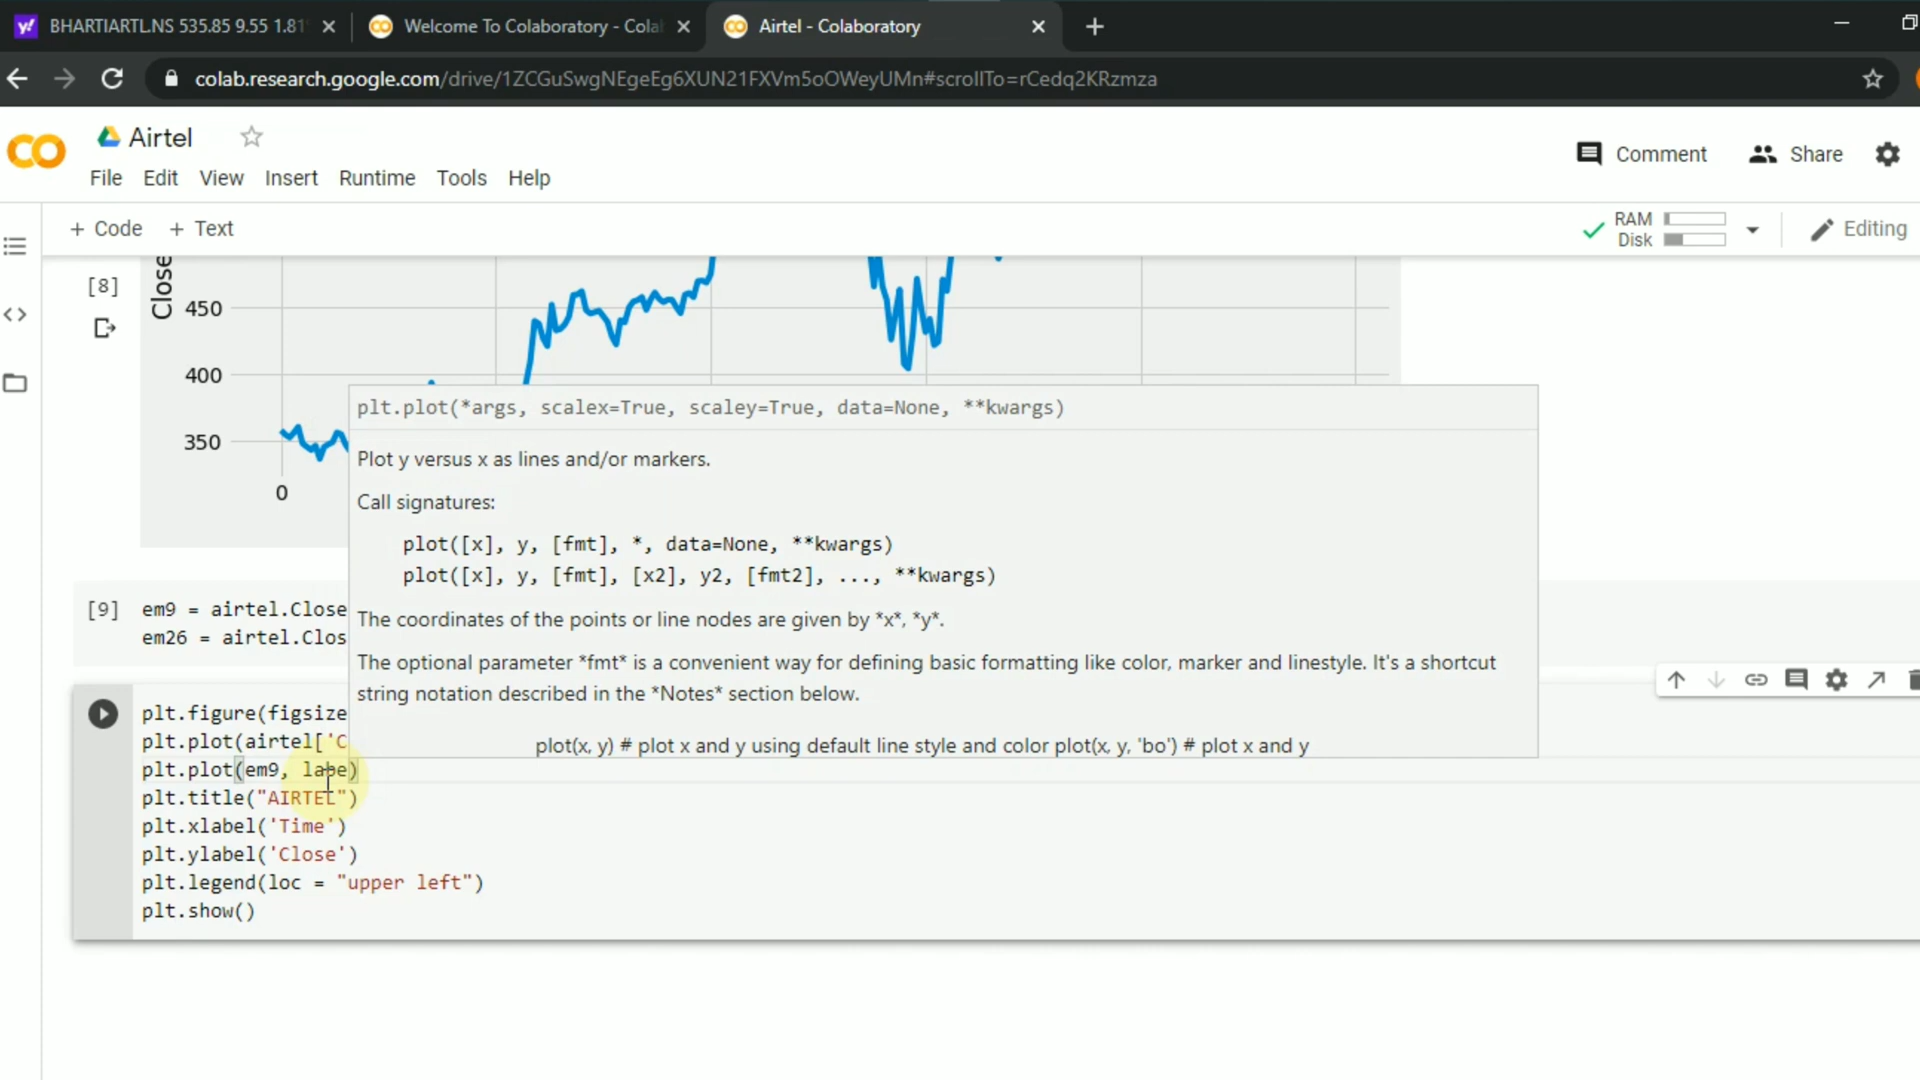 BHARTIARTL.NS 535.85 9.55 1.81
Welcome To Colaboratory - Cola
Airtel - Colaboratory
colab.research.google.com/drive/1ZCGuSwgNEgeEg6XUN21FXVm5oOWeyUMn#scrollTo=rCedq2KRzmza
Airtel
Comment
Share
File Edit View Insert Runtime Tools Help
+ Code + Text
RAM
Disk
Editing
[8]
Close
450
400
350
0
plt.plot(*args, scalex=True, scaley=True, data=None, **kwargs)
Plot y versus x as lines and/or markers.
Call signatures:
plot([x], y, [fmt], *, data=None, **kwargs)
plot([x], y, [fmt], [x2], y2, [fmt2], ..., **kwargs)
The coordinates of the points or line nodes are given by *x*, *y*.
The optional parameter *fmt* is a convenient way for defining basic formatting like color, marker and linestyle. It's a shortcut
string notation described in the *Notes* section below.
plot(x, y) # plot x and y using default line style and color plot(x, y, 'bo') # plot x and y
[9] em9 = airtel.Close
em26 = airtel.Clos
plt.figure(figsize
plt.plot(airtel['C
plt.plot(em9, labe)
plt.title("AIRTEL")
plt.xlabel('Time')
plt.ylabel('Close')
plt.legend(loc = "upper left")
plt.show()